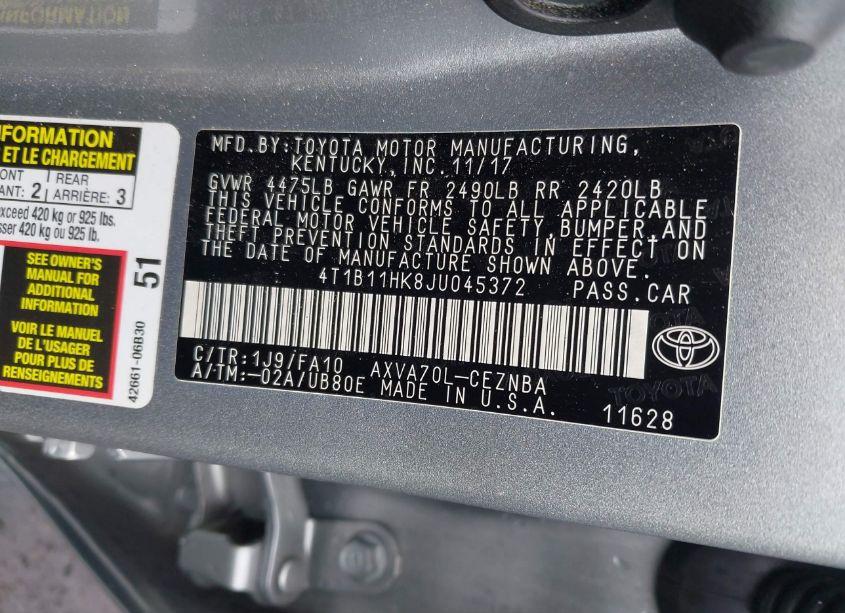 INFORMATION
NFORMATION
ET LE CHARGEMENT
ONT REAR
ANT: 2 ARRIÈRE: 3
exceed 420 kg or 925 lbs.
sser 420 kg ou 925 lb.
SEE OWNER'S
MANUAL FOR
ADDITIONAL
INFORMATION
VOIR LE MANUEL
DE L'USAGER
POUR PLUS DE
RENSEIGNEMENTS
51
42661-06B30
MFD.BY:TOYOTA MOTOR MANUFACTURING,
KENTUCKY, INC. 11/17
GVWR 4475LB GAWR FR 2490LB RR 2420LB
THIS VEHICLE CONFORMS TO ALL APPLICABLE
FEDERAL MOTOR VEHICLE SAFETY, BUMPER, AND
THEFT PREVENTION STANDARDS IN EFFECT ON
THE DATE OF MANUFACTURE SHOWN ABOVE.
4T1B11HK8JU045372 PASS.CAR
C/TR:1J9/FA10 AXVA70L-CEZNBA
A/TM:-02A/UB80E MADE IN U.S.A.
11628
TOYOTA